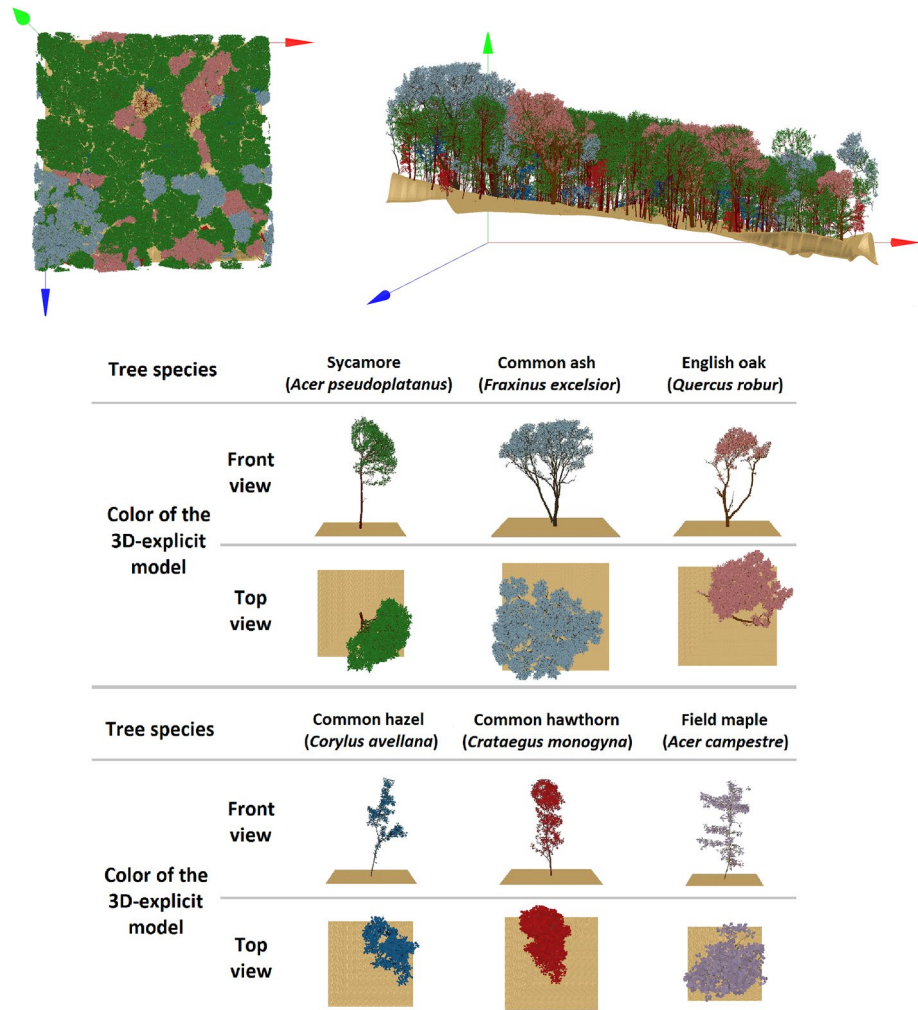 Tree species
Sycamore
(Acer pseudoplatanus)
Common ash
(Fraxinus excelsior)
English oak
(Quercus robur)
Color of the
3D-explicit
model
Front
view
Top
view
Tree species
Common hazel
(Corylus avellana)
Common hawthorn
(Crataegus monogyna)
Field maple
(Acer campestre)
Color of the
3D-explicit
model
Front
view
Top
view